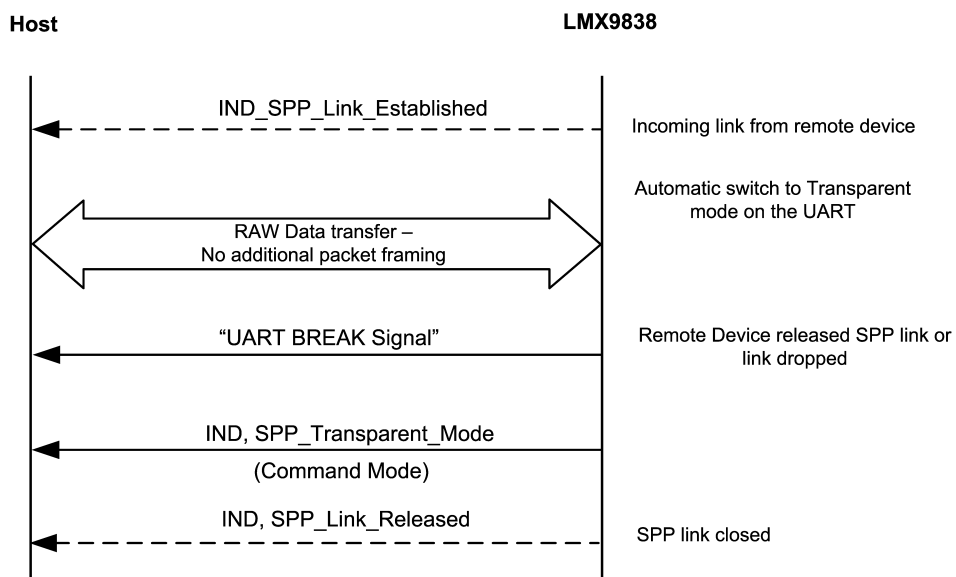 Host
LMX9838
IND_SPP_Link_Established
Incoming link from remote device
Automatic switch to Transparent
mode on the UART
RAW Data transfer –
No additional packet framing
“UART BREAK Signal”
Remote Device released SPP link or
link dropped
IND, SPP_Transparent_Mode
(Command Mode)
IND, SPP_Link_Released
SPP link closed